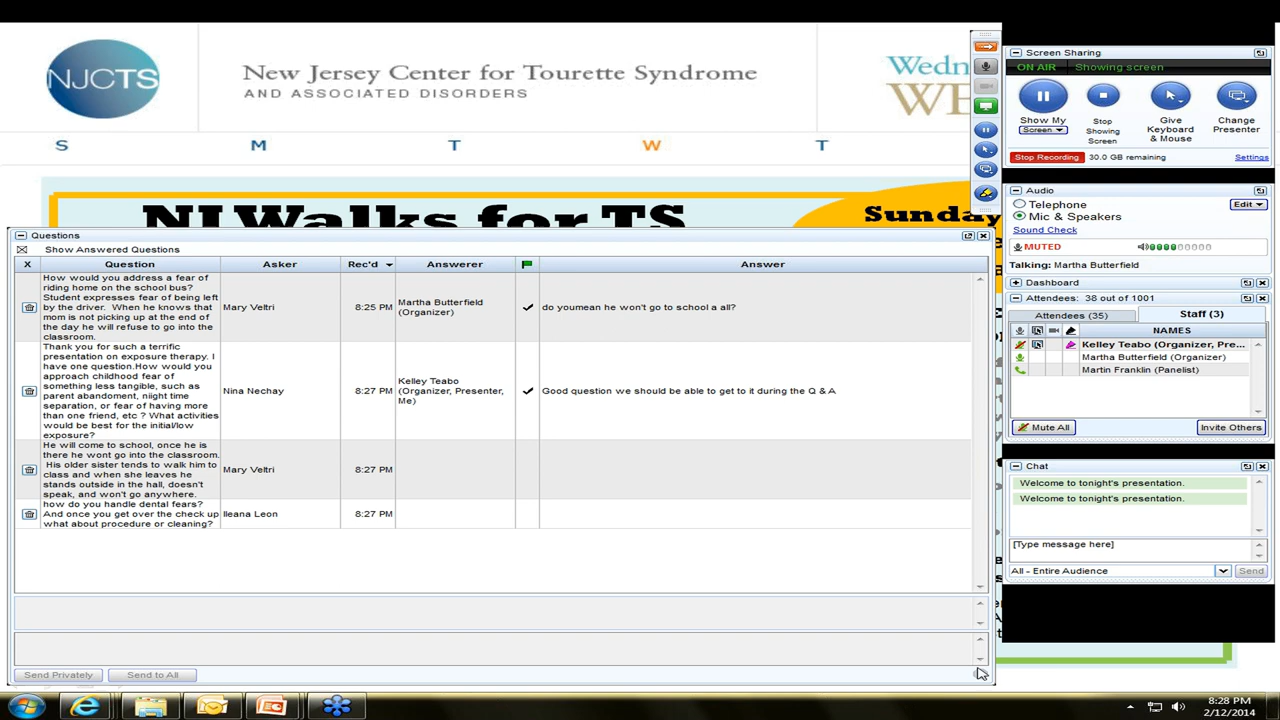 NJCTS
New Jersey Center for Tourette Syndrome
AND ASSOCIATED DISORDERS
S M T W T
NJ Walks for TS
Sunday
Questions
Show Answered Questions
X Question Asker Rec'd Answerer Answer
How would you address a fear of
riding home on the school bus?
Student expresses fear of being left
by the driver. When he knows that
mom is not picking up at the end of
the day he will refuse to go into the
classroom.
Mary Veltri
8:25 PM
Martha Butterfield
(Organizer)
do youmean he won't go to school a all?
Thank you for such a terrific
presentation on exposure therapy. I
have one question.How would you
approach childhood fear of
something less tangible, such as
parent abandoment, niight time
separation, or fear of having more
than one friend, etc ? What activities
would be best for the initial/low
exposure?
Nina Nechay
8:27 PM
Kelley Teabo
(Organizer, Presenter,
Me)
Good question we should be able to get to it during the Q & A
He will come to school, once he is
there he wont go into the classroom.
His older sister tends to walk him to
class and when she leaves he
stands outside in the hall, doesn't
speak, and won't go anywhere.
Mary Veltri
8:27 PM
how do you handle dental fears?
And once you get over the check up
what about procedure or cleaning?
Ileana Leon
8:27 PM
Send Privately
Send to All
Screen Sharing
ON AIR Showing screen
Show My
Screen
Stop
Showing
Screen
Give
Keyboard
& Mouse
Change
Presenter
Stop Recording 30.0 GB remaining Settings
Audio
Telephone
Edit
Mic & Speakers
Sound Check
MUTED
Talking: Martha Butterfield
Dashboard
Attendees: 38 out of 1001
Attendees (35) Staff (3)
NAMES
Kelley Teabo (Organizer, Pre...
Martha Butterfield (Organizer)
Martin Franklin (Panelist)
Mute All
Invite Others
Chat
Welcome to tonight's presentation.
Welcome to tonight's presentation.
[Type message here]
All - Entire Audience
Send
8:28 PM
2/12/2014